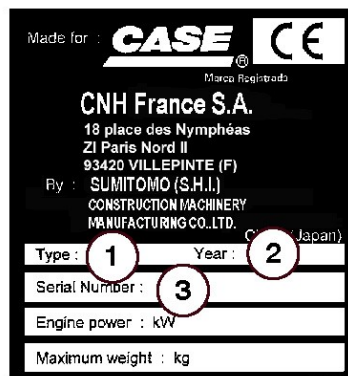 Made for : CASE ® CE
Marca Registrada
CNH France S.A.
18 place des Nymphéas
ZI Paris Nord II
93420 VILLEPINTE (F)
By : SUMITOMO (S.H.I.)
CONSTRUCTION MACHINERY
MANUFACTURING CO.,LTD.
(Japan)
Type : 1 Year : 2
Serial Number : 3
Engine power : kW
Maximum weight : kg